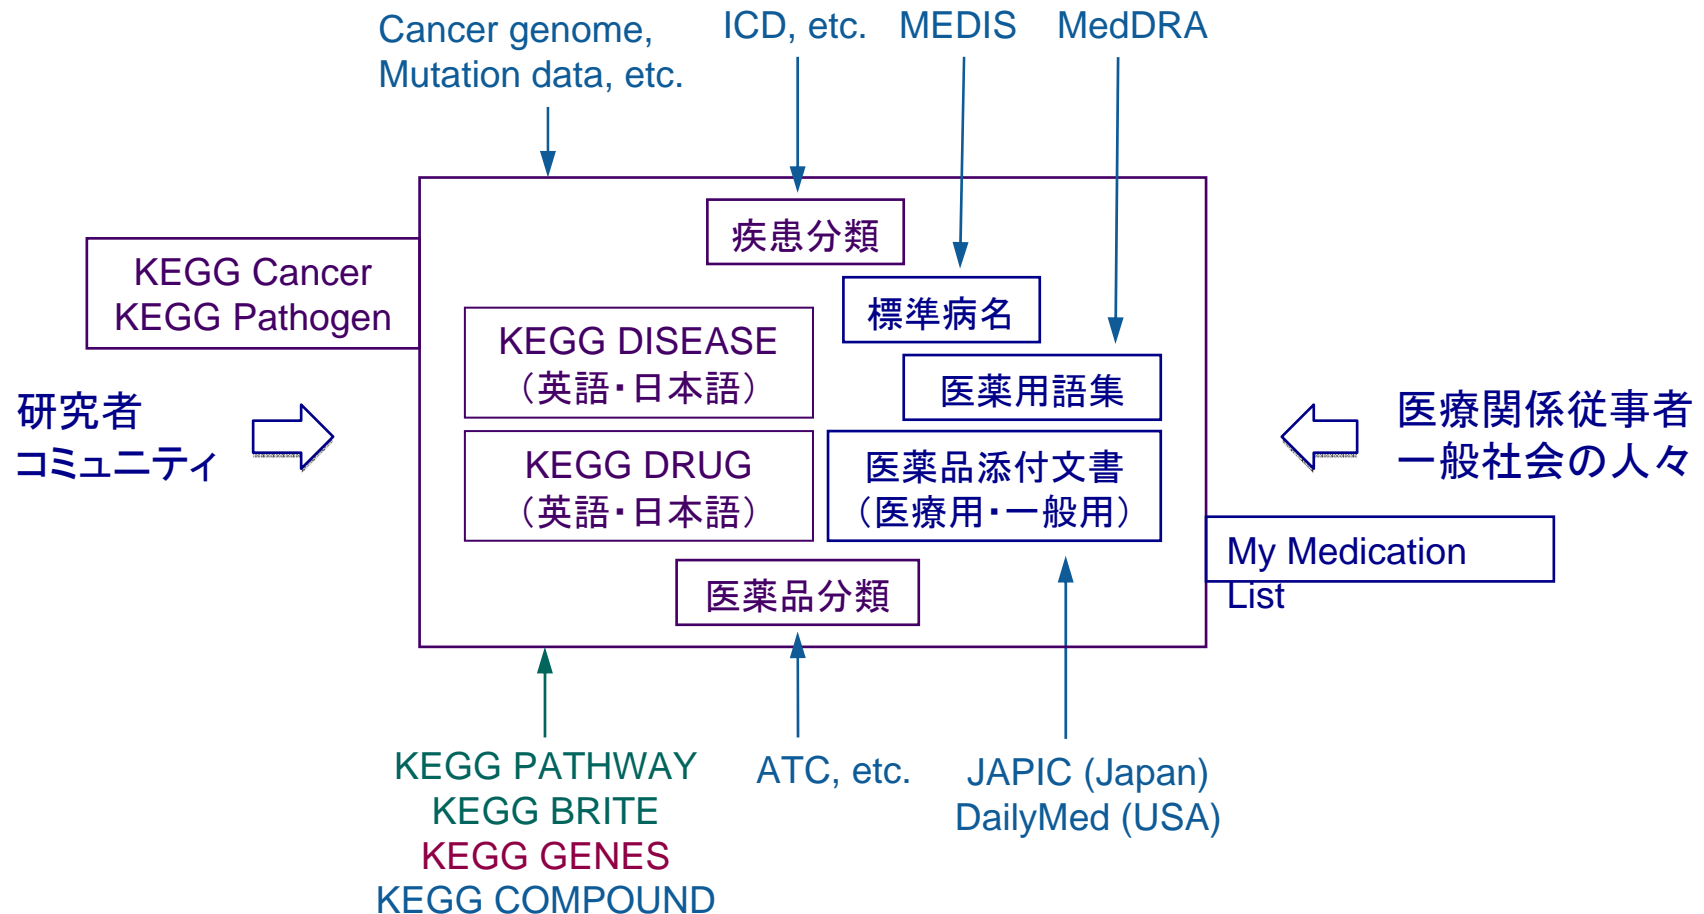 Cancer genome,
Mutation data, etc.
ICD, etc.
MEDIS
MedDRA
疾患分類
KEGG Cancer
KEGG Pathogen
標準病名
KEGG DISEASE
（英語・日本語）
医薬用語集
研究者
コミュニティ
医療関係従事者
一般社会の人々
KEGG DRUG
（英語・日本語）
医薬品添付文書
（医療用・一般用）
My Medication
List
医薬品分類
KEGG PATHWAY
KEGG BRITE
KEGG GENES
KEGG COMPOUND
ATC, etc.
JAPIC (Japan)
DailyMed (USA)